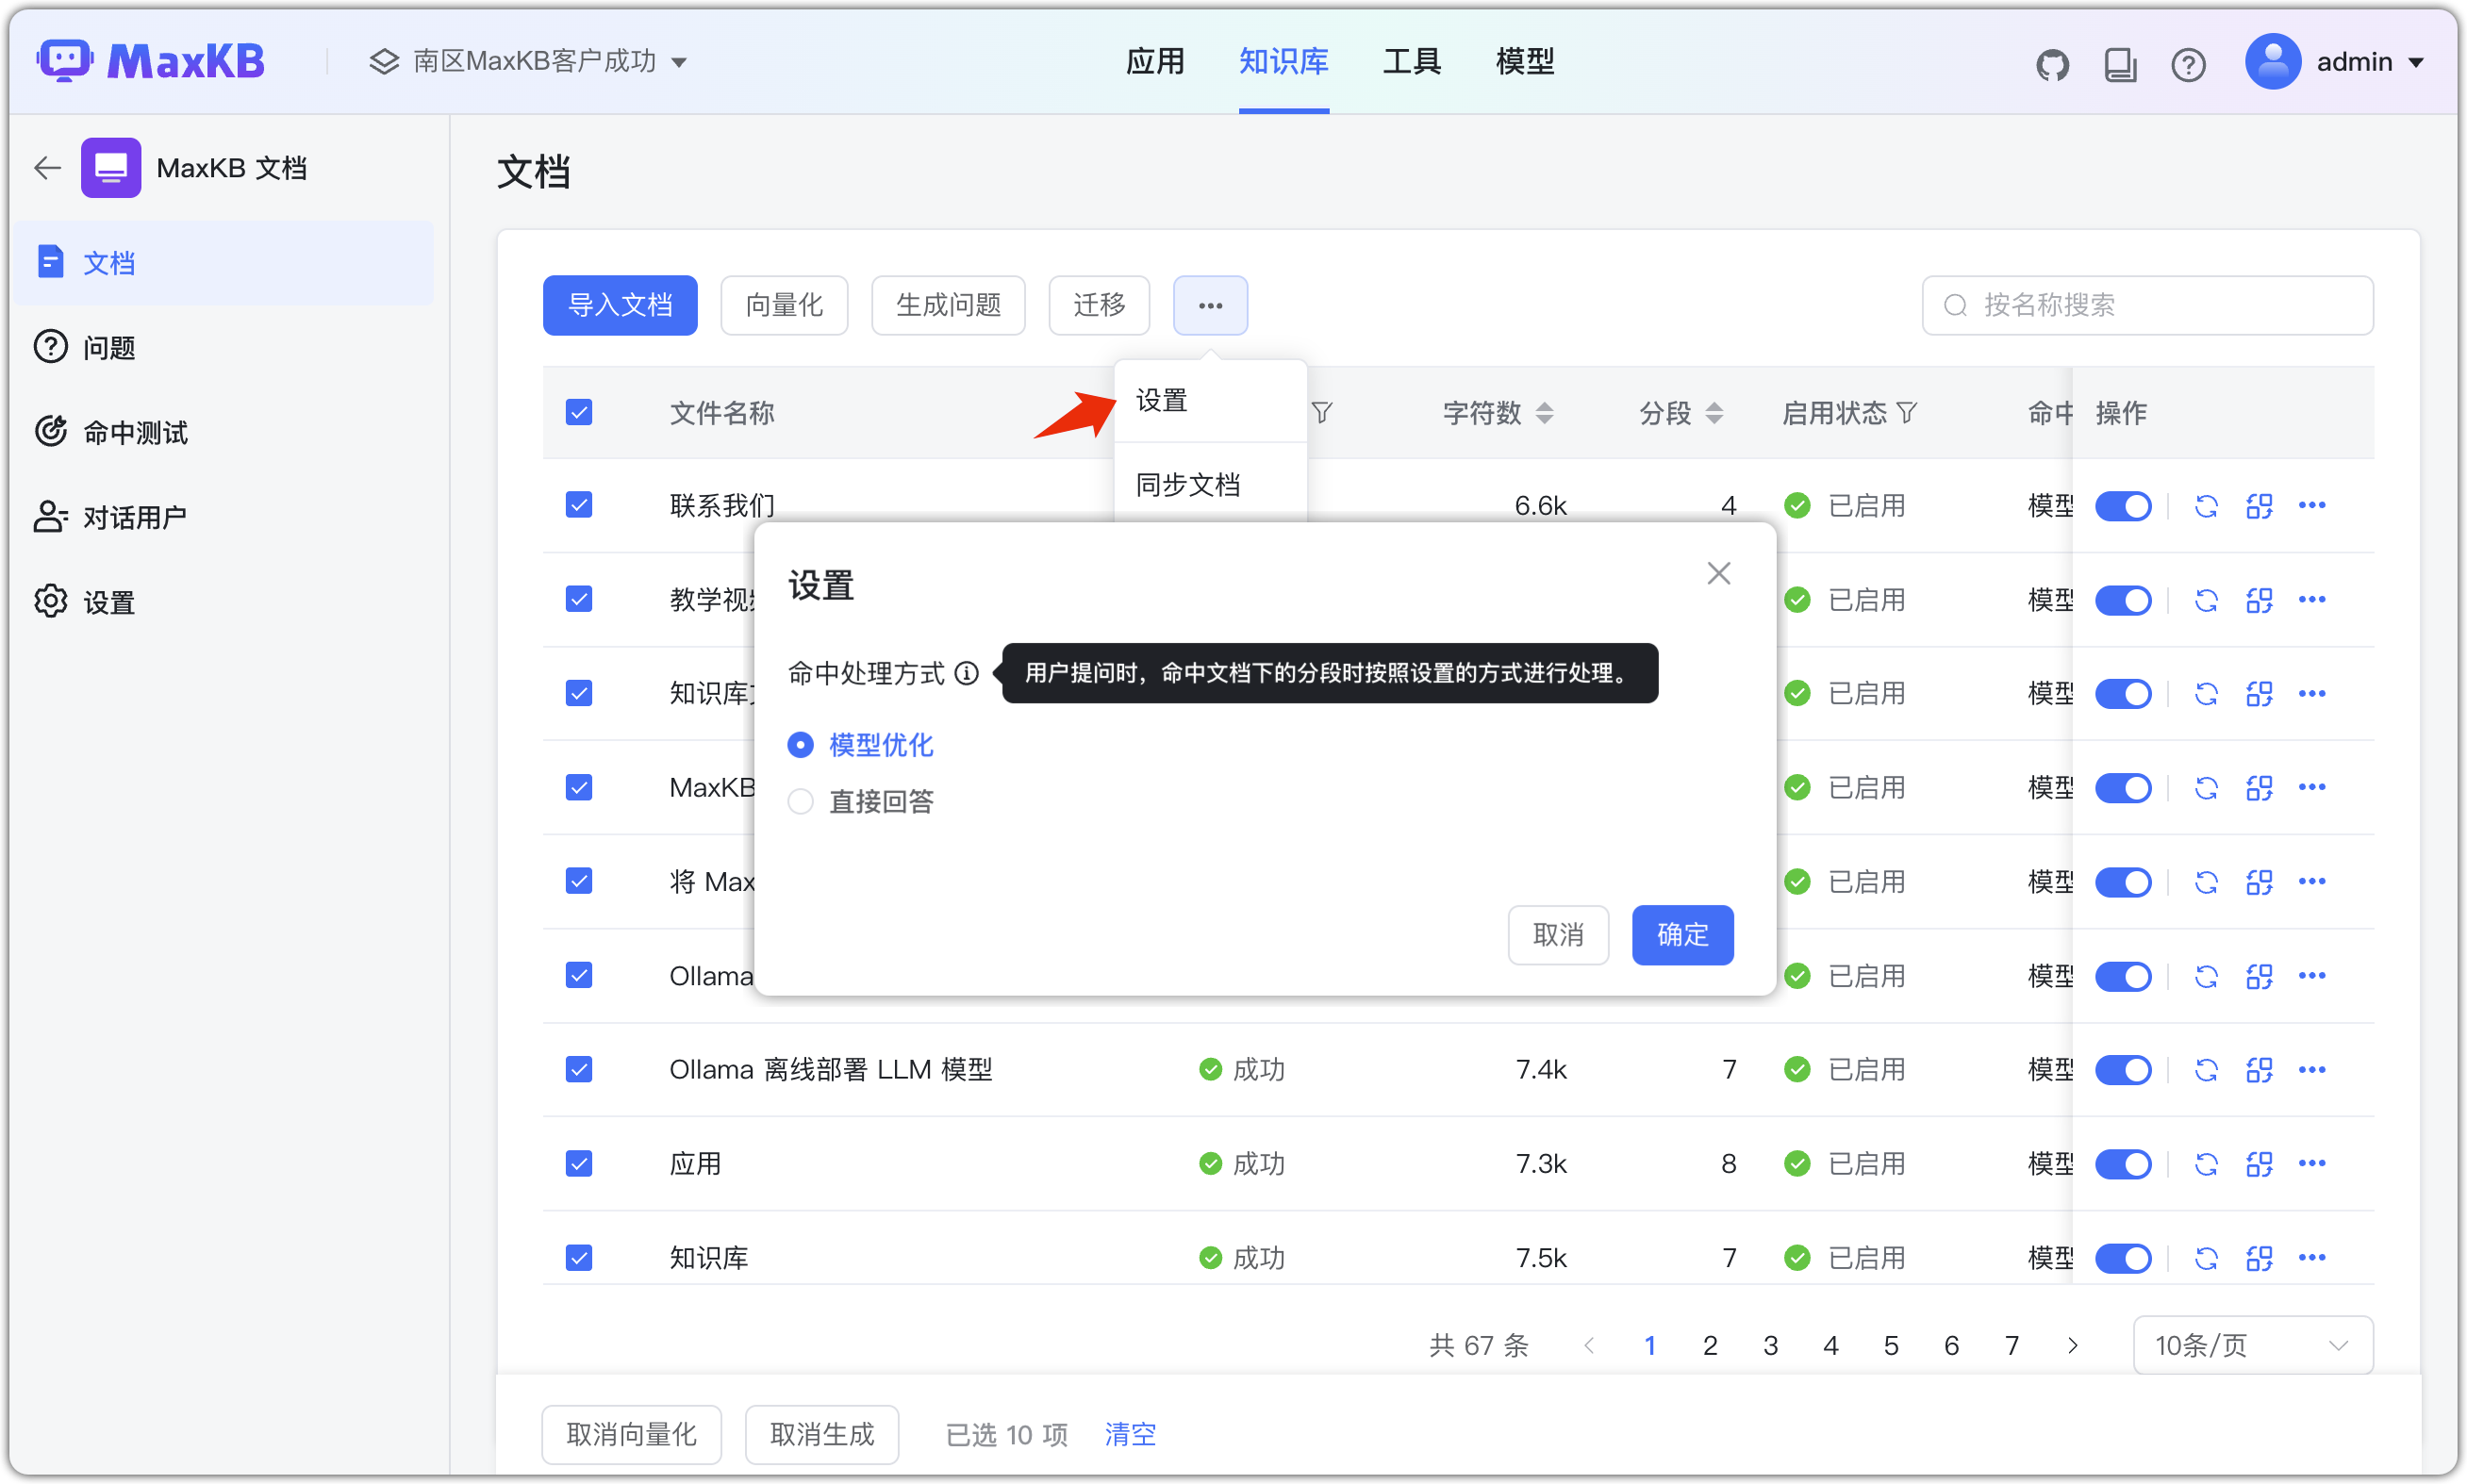 MaxKB 南区MaxKB客户成功 应用 知识库 工具 模型 admin
MaxKB 文档
文档
问题
命中测试
对话用户
设置
文档
导入文档 向量化 生成问题 迁移 按名称搜索
设置
同步文档
文件名称 字符数 分段 启用状态 命中 操作
联系我们 6.6k 4 已启用 模型
教学视 已启用 模型
知识库 已启用 模型
MaxKB 已启用 模型
将 Max 已启用 模型
Ollama 已启用 模型
设置
命中处理方式 用户提问时，命中文档下的分段时按照设置的方式进行处理。
模型优化
直接回答
取消 确定
Ollama 离线部署 LLM 模型 成功 7.4k 7 已启用 模型
应用 成功 7.3k 8 已启用 模型
知识库 成功 7.5k 7 已启用 模型
共 67 条 1 2 3 4 5 6 7 10条/页
取消向量化 取消生成 已选 10 项 清空